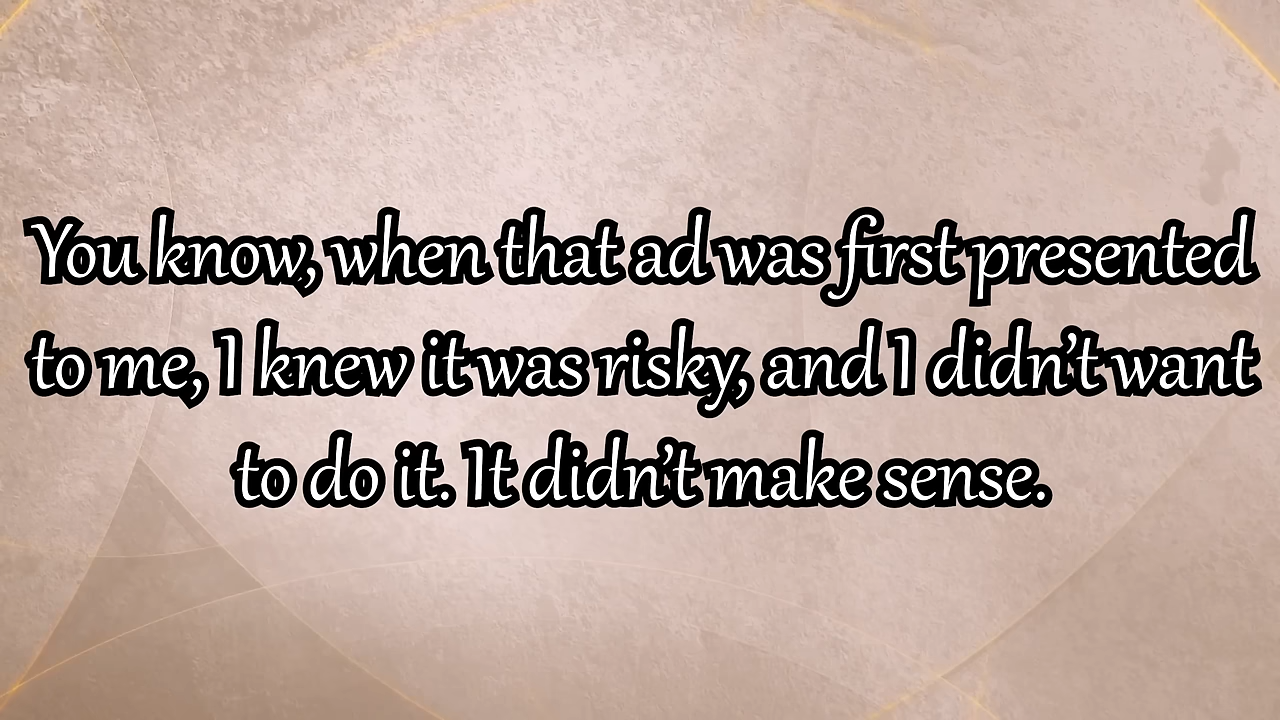 You know, when that ad was first presented
to me, I knew it was risky, and I didn’t want
to do it. It didn’t make sense.